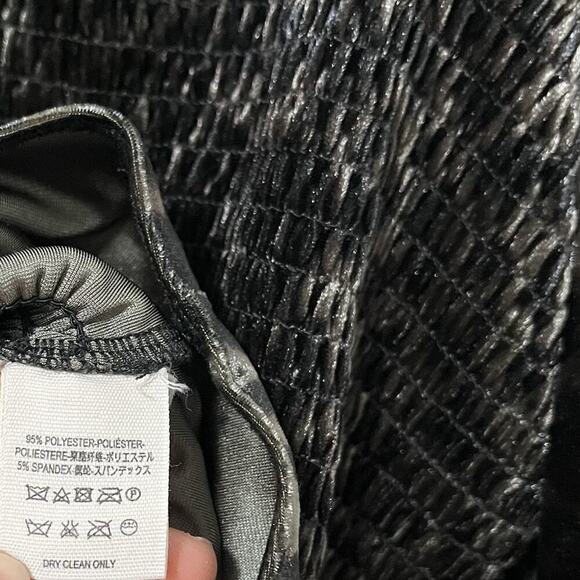 95% POLYESTER-POLIÉSTER-
POLIESTERE-聚酯纤维-ポリエステル
5% SPANDEX-氨纶-スパンデックス
DRY CLEAN ONLY